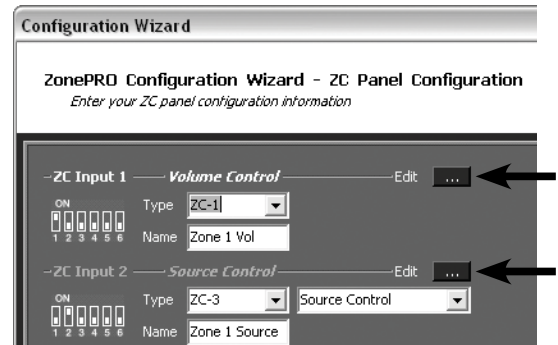 Configuration Wizard
ZonePRO Configuration Wizard - ZC Panel Configuration
Enter your ZC panel configuration information
ZC Input 1 Volume Control Edit ...
ON
Type ZC-1
1 2 3 4 5 6
Name Zone 1 Vol
ZC Input 2 Source Control Edit ...
ON
Type ZC-3 Source Control
1 2 3 4 5 6
Name Zone 1 Source